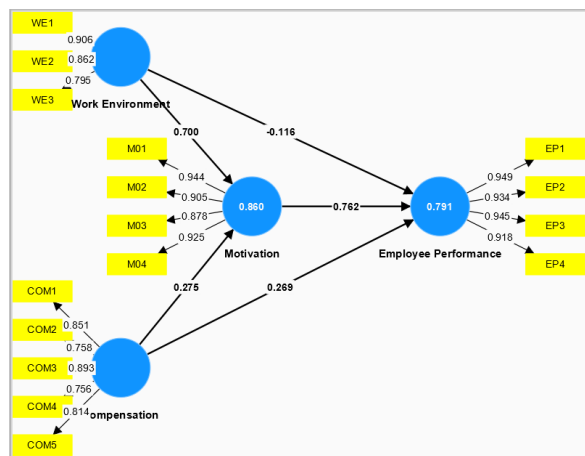 WE1
0.906
WE2
0.862
0.795
WE3
Work Environment
0.700
-0.116
M01
0.944
M02
0.905
M03
0.878
M04
0.925
0.860
Motivation
0.762
0.791
Employee Performance
EP1
0.949
EP2
0.934
EP3
0.945
EP4
0.918
0.275
0.269
COM1
0.851
COM2
0.758
COM3
0.893
0.756
COM4
0.814
ompensation
COM5